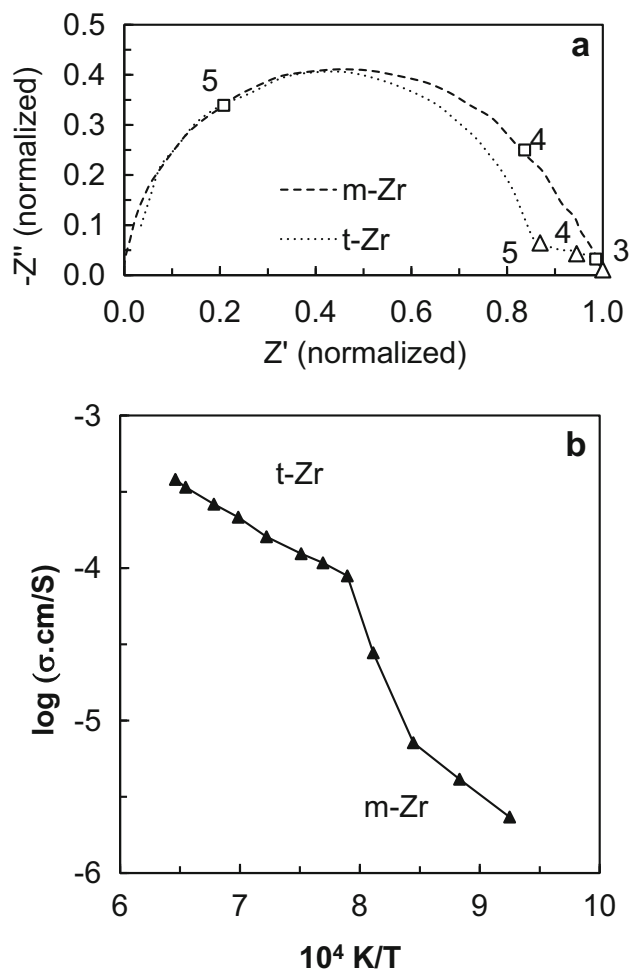 0.5
a
5
0.4
-Z" (normalized)
0.3
4
0.2
m-Zr
0.1
t-Zr
5
4
3
0.0
0.0 0.2 0.4 0.6 0.8 1.0
Z' (normalized)
-3
b
t-Zr
-4
log (σ.cm/S)
-5
m-Zr
-6
6 7 8 9 10
10⁴ K/T